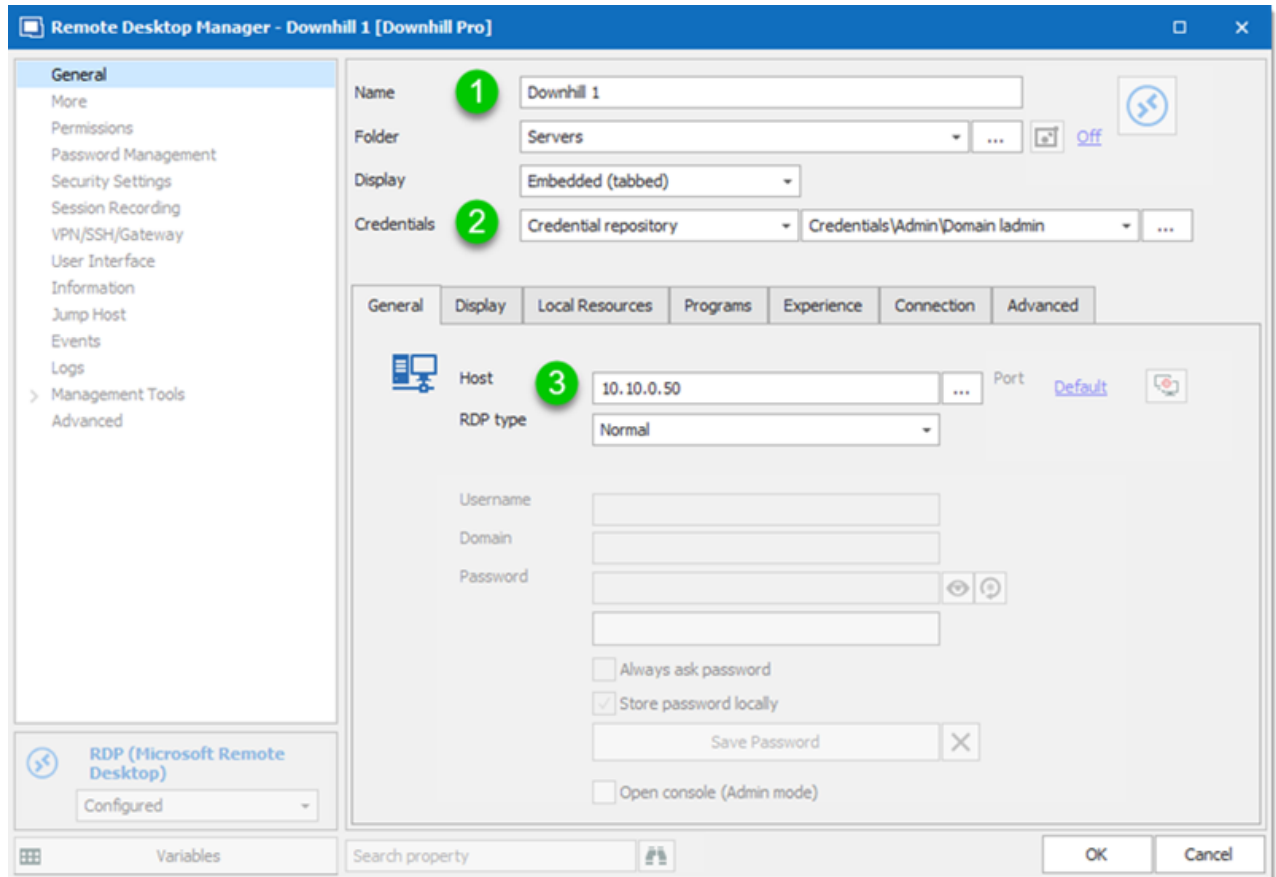 Remote Desktop Manager - Downhill 1 [Downhill Pro]
General
More
Permissions
Password Management
Security Settings
Session Recording
VPN/SSH/Gateway
User Interface
Information
Jump Host
Events
Logs
Management Tools
Advanced
RDP (Microsoft Remote
Desktop)
Configured
Variables
Name 1 Downhill 1
Folder Servers ... Off
Display Embedded (tabbed)
Credentials 2 Credential repository Credentials\Admin\Domain ladmin ...
General Display Local Resources Programs Experience Connection Advanced
Host 3 10.10.0.50 ... Port Default
RDP type Normal
Username
Domain
Password
Always ask password
Store password locally
Save Password
Open console (Admin mode)
Search property
OK Cancel